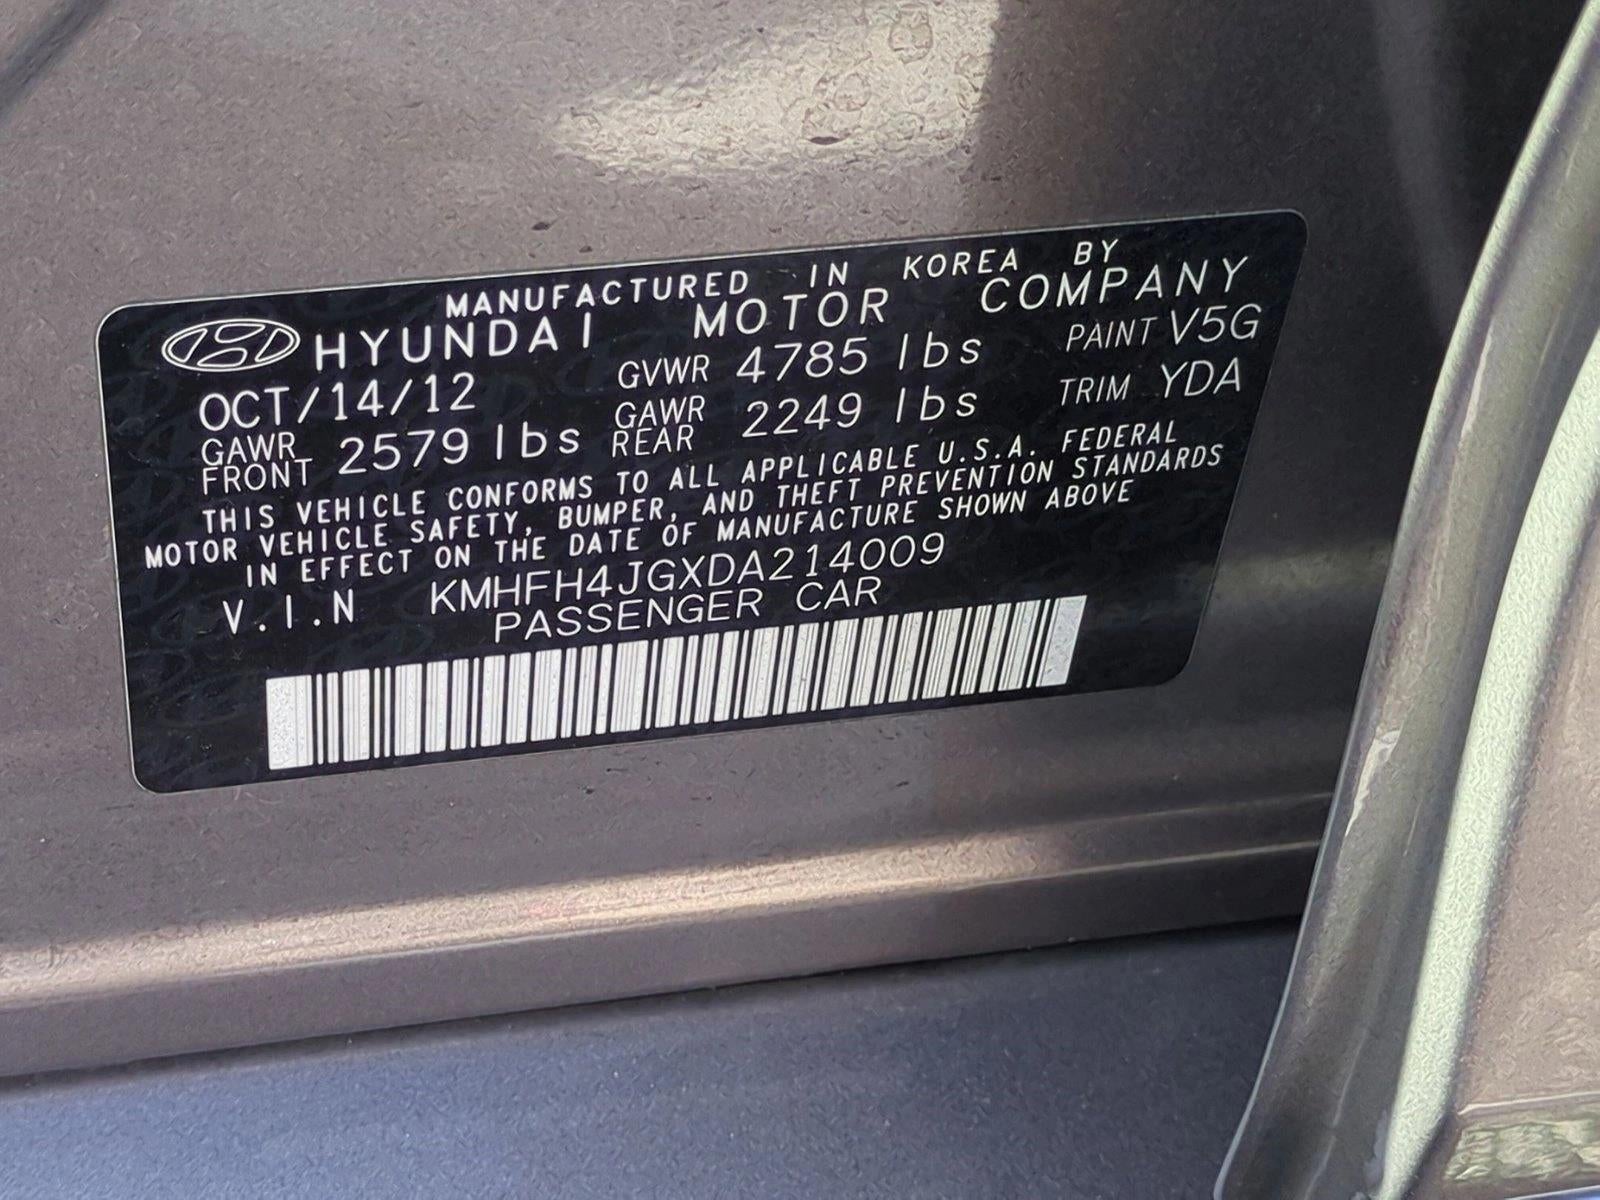 MANUFACTURED IN KOREA BY
HYUNDAI MOTOR COMPANY
OCT/14/12 GVWR 4785 lbs PAINT V5G
GAWR FRONT 2579 lbs GAWR REAR 2249 lbs TRIM YDA
THIS VEHICLE CONFORMS TO ALL APPLICABLE U.S.A. FEDERAL
MOTOR VEHICLE SAFETY, BUMPER, AND THEFT PREVENTION STANDARDS
IN EFFECT ON THE DATE OF MANUFACTURE SHOWN ABOVE
V.I.N KMHFH4JGXDA214009
PASSENGER CAR